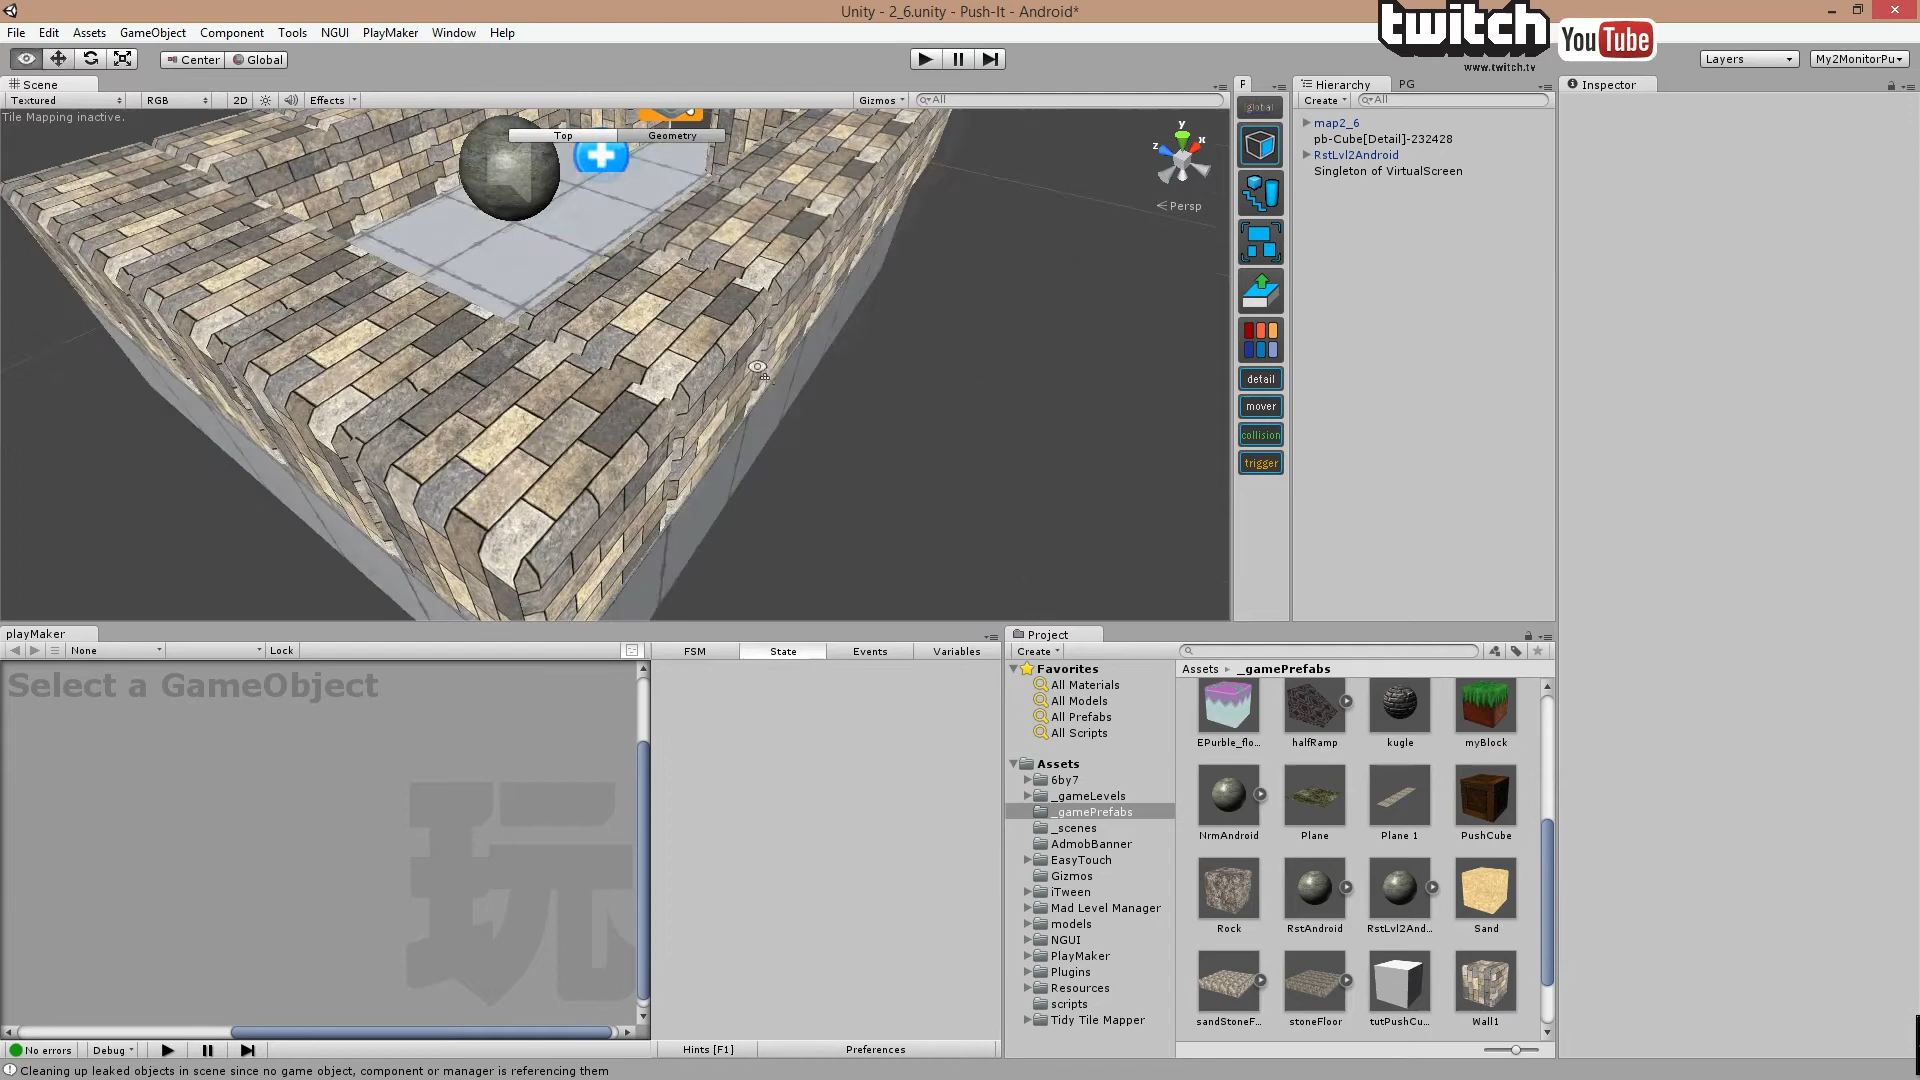 Unity - 2_6.unity - Push-It - Android*
twitch
www.twitch.tv
YouTube
File Edit Assets GameObject Component Tools NGUI PlayMaker Window Help
Center Global
Layers My2MonitorPu
Scene
Textured RGB 2D Effects Gizmos All
Tile Mapping inactive.
Top Geometry
y
x
z
Persp
F
global
detail
mover
collision
trigger
Hierarchy PG
Create All
map2_6
pb-Cube[Detail]-232428
RstLvl2Android
Singleton of VirtualScreen
Inspector
playMaker
None Lock
Select a GameObject
玩
FSM State Events Variables
Hints [F1] Preferences
No errors Debug
Project
Create
Favorites
All Materials
All Models
All Prefabs
All Scripts
Assets
6by7
_gameLevels
_gamePrefabs
_scenes
AdmobBanner
EasyTouch
Gizmos
iTween
Mad Level Manager
models
NGUI
PlayMaker
Plugins
Resources
scripts
Tidy Tile Mapper
Assets _gamePrefabs
EPurble_flo... halfRamp kugle myBlock
NrmAndroid Plane Plane 1 PushCube
Rock RstAndroid RstLvl2And... Sand
sandStoneF... stoneFloor tutPushCu... Wall1
Cleaning up leaked objects in scene since no game object, component or manager is referencing them